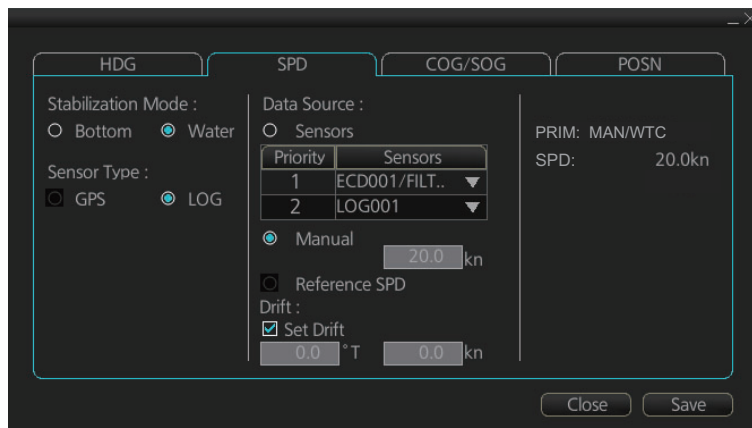 HDG SPD COG/SOG POSN
Stabilization Mode :
Bottom Water
Sensor Type :
GPS LOG
Data Source :
Sensors
Priority Sensors
1 ECD001/FILT..
2 LOG001
Manual
20.0 kn
Reference SPD
Drift :
Set Drift
0.0 °T 0.0 kn
PRIM: MAN/WTC
SPD: 20.0kn
Close Save